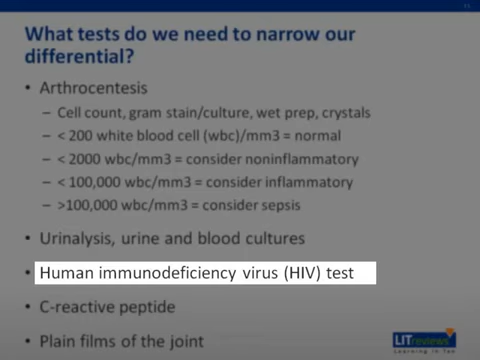 What tests do we need to narrow our
differential?
• Arthrocentesis
– Cell count, gram stain/culture, wet prep, crystals
– < 200 white blood cell (wbc)/mm3 = normal
– < 2000 wbc/mm3 = consider noninflammatory
– < 100,000 wbc/mm3 = consider inflammatory
– >100,000 wbc/mm3 = consider sepsis
• Urinalysis, urine and blood cultures
• Human immunodeficiency virus (HIV) test
• C-reactive peptide
• Plain films of the joint
LITreviews
Learning in Ten